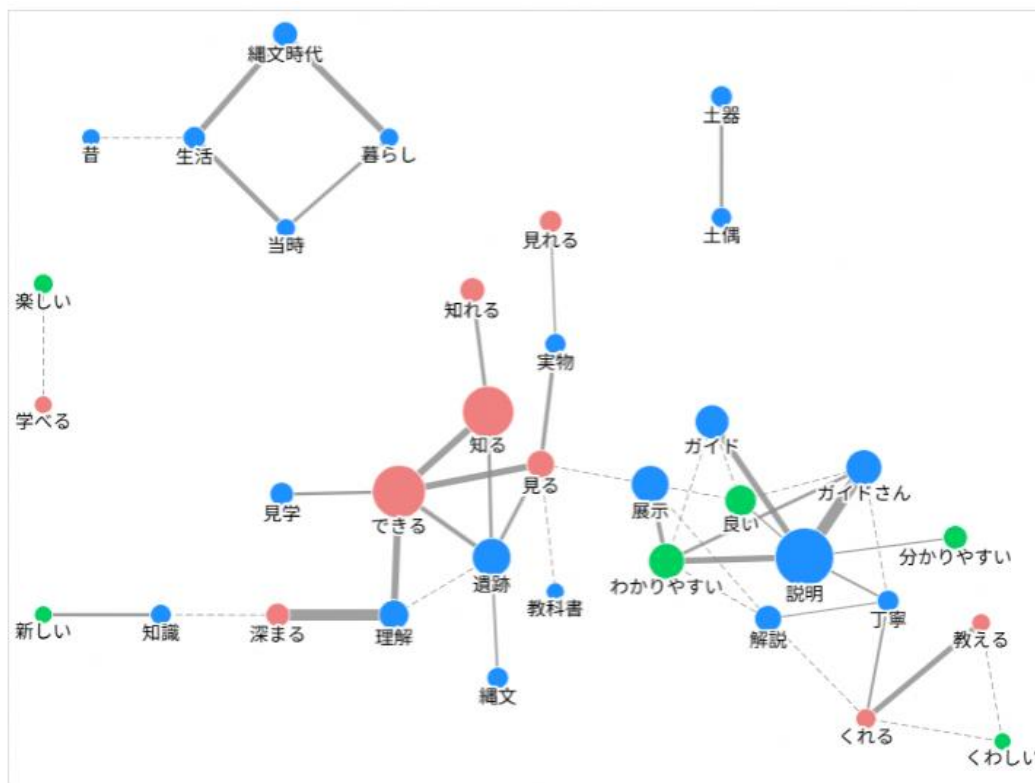 縄文時代
土器
昔
生活
暮らし
土偶
当時
見れる
楽しい
知れる
実物
学べる
知る
ガイド
見る
ガイドさん
見学
できる
展示
良い
分かりやすい
遺跡
わかりやすい
説明
教科書
新しい
知識
深まる
理解
解説
丁寧
教える
縄文
くれる
くわしい